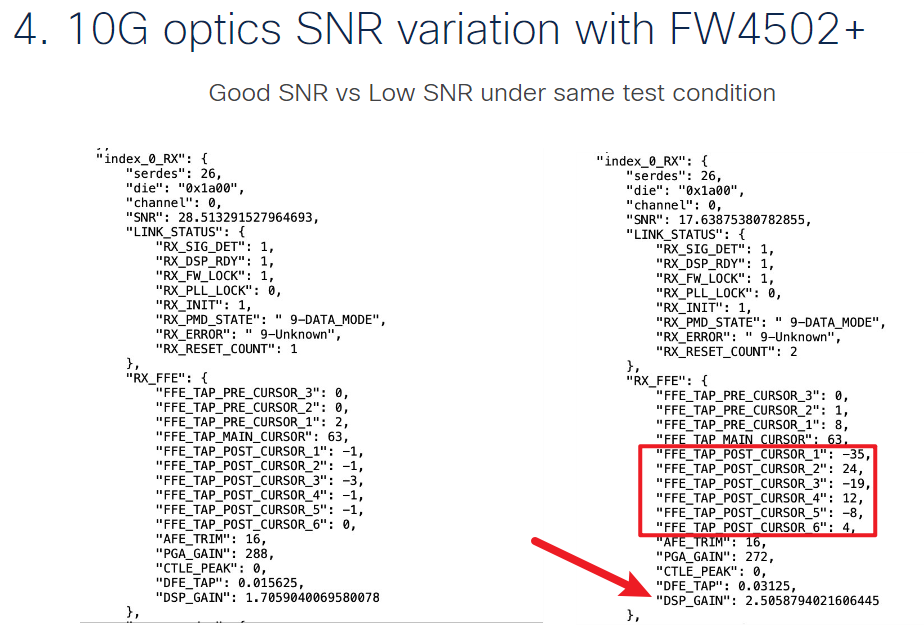 4. 10G optics SNR variation with FW4502+
Good SNR vs Low SNR under same test condition
"index_0_RX": {
"serdes": 26,
"die": "0x1a00",
"channel": 0,
"SNR": 28.513291527964693,
"LINK_STATUS": {
"RX_SIG_DET": 1,
"RX_DSP_RDY": 1,
"RX_FW_LOCK": 1,
"RX_PLL_LOCK": 0,
"RX_INIT": 1,
"RX_PMD_STATE": " 9-DATA_MODE",
"RX_ERROR": " 9-Unknown",
"RX_RESET_COUNT": 1
},
"RX_FFE": {
"FFE_TAP_PRE_CURSOR_3": 0,
"FFE_TAP_PRE_CURSOR_2": 0,
"FFE_TAP_PRE_CURSOR_1": 2,
"FFE_TAP_MAIN_CURSOR": 63,
"FFE_TAP_POST_CURSOR_1": -1,
"FFE_TAP_POST_CURSOR_2": -1,
"FFE_TAP_POST_CURSOR_3": -3,
"FFE_TAP_POST_CURSOR_4": -1,
"FFE_TAP_POST_CURSOR_5": -1,
"FFE_TAP_POST_CURSOR_6": 0,
"AFE_TRIM": 16,
"PGA_GAIN": 288,
"CTLE_PEAK": 0,
"DFE_TAP": 0.015625,
"DSP_GAIN": 1.7059040069580078
},
"index_0_RX": {
"serdes": 26,
"die": "0x1a00",
"channel": 0,
"SNR": 17.63875380782855,
"LINK_STATUS": {
"RX_SIG_DET": 1,
"RX_DSP_RDY": 1,
"RX_FW_LOCK": 1,
"RX_PLL_LOCK": 0,
"RX_INIT": 1,
"RX_PMD_STATE": " 9-DATA_MODE",
"RX_ERROR": " 9-Unknown",
"RX_RESET_COUNT": 2
},
"RX_FFE": {
"FFE_TAP_PRE_CURSOR_3": 0,
"FFE_TAP_PRE_CURSOR_2": 1,
"FFE_TAP_PRE_CURSOR_1": 8,
"FFE_TAP_MAIN_CURSOR": 63,
"FFE_TAP_POST_CURSOR_1": -35,
"FFE_TAP_POST_CURSOR_2": 24,
"FFE_TAP_POST_CURSOR_3": -19,
"FFE_TAP_POST_CURSOR_4": 12,
"FFE_TAP_POST_CURSOR_5": -8,
"FFE_TAP_POST_CURSOR_6": 4,
"AFE_TRIM": 16,
"PGA_GAIN": 272,
"CTLE_PEAK": 0,
"DFE_TAP": 0.03125,
"DSP_GAIN": 2.5058794021606445
},